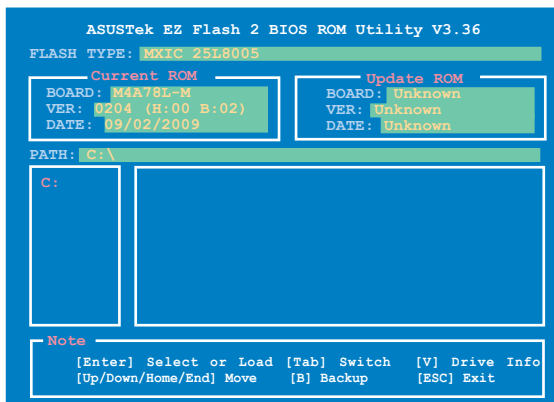 ASUSTek EZ Flash 2 BIOS ROM Utility V3.36
FLASH TYPE: MXIC 25L8005
Current ROM
BOARD: M4A78L-M
VER: 0204 (H:00 B:02)
DATE: 09/02/2009
Update ROM
BOARD: Unknown
VER: Unknown
DATE: Unknown
PATH: C:\
C:
Note
[Enter] Select or Load [Tab] Switch [V] Drive Info
[Up/Down/Home/End] Move [B] Backup [ESC] Exit